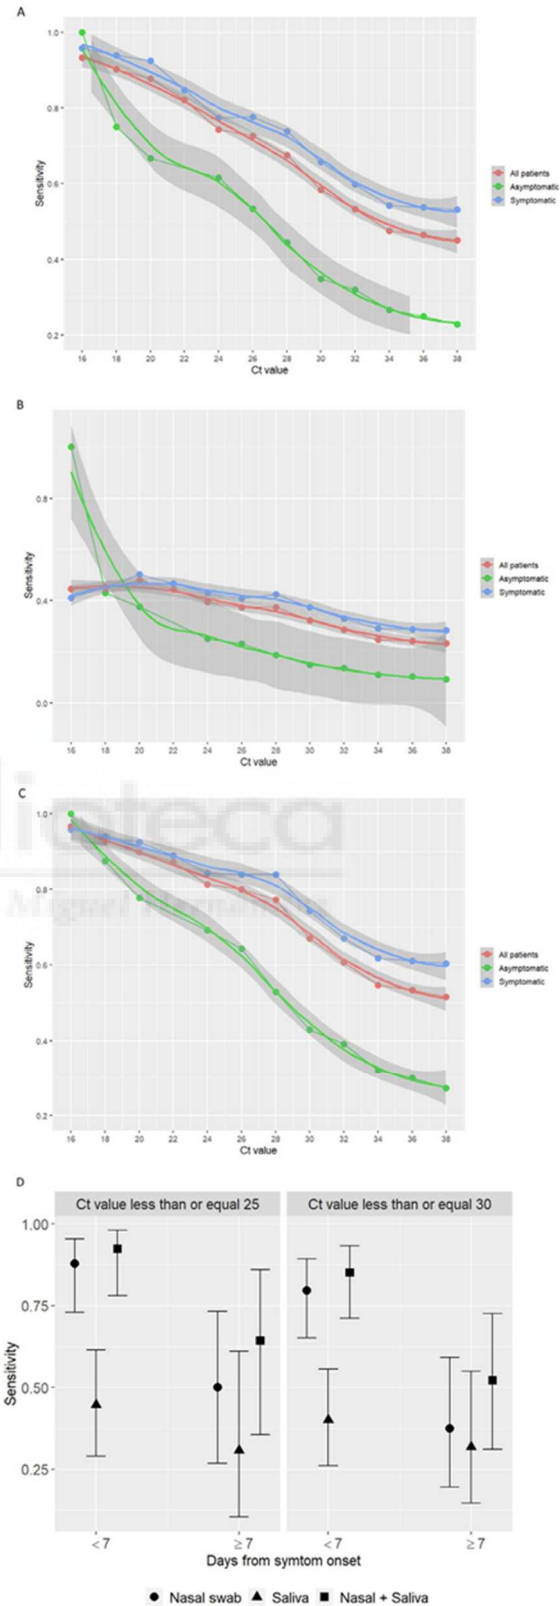 A
1.0
0.8
0.6
0.4
0.2
Sensitivity
16 18 20 22 24 26 28 30 32 34 36 38
Ct value
All patients
Asymptomatic
Symptomatic
B
0.8
0.4
0.0
Sensitivity
16 18 20 22 24 26 28 30 32 34 36 38
Ct value
All patients
Asymptomatic
Symptomatic
lioteca
Miguel Hernández
C
1.0
0.8
0.6
0.4
0.2
Sensitivity
16 18 20 22 24 26 28 30 32 34 36 38
Ct value
All patients
Asymptomatic
Symptomatic
D
Ct value less than or equal 25 Ct value less than or equal 30
1.00
0.75
0.50
0.25
Sensitivity
< 7 ≥ 7 < 7 ≥ 7
Days from symtom onset
Nasal swab Saliva Nasal + Saliva